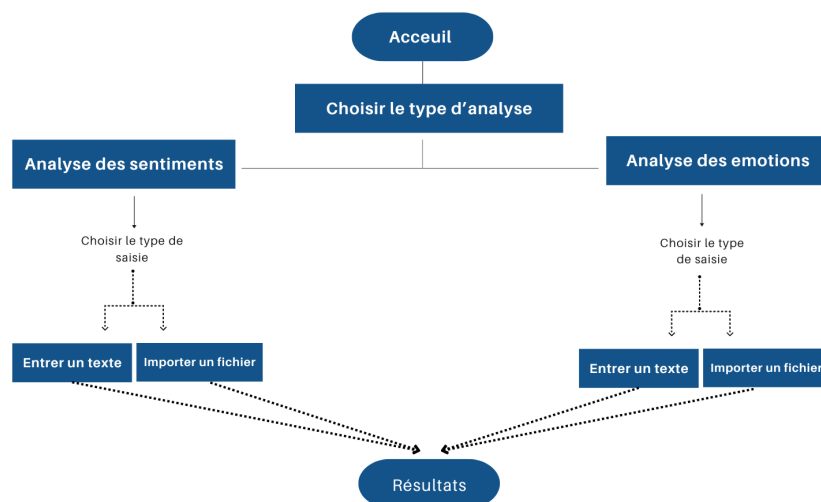 Acceuil
Choisir le type d’analyse
Analyse des sentiments
Analyse des emotions
Choisir le type de
saisie
Choisir le type
de saisie
Entrer un texte
Importer un fichier
Entrer un texte
Importer un fichier
Résultats